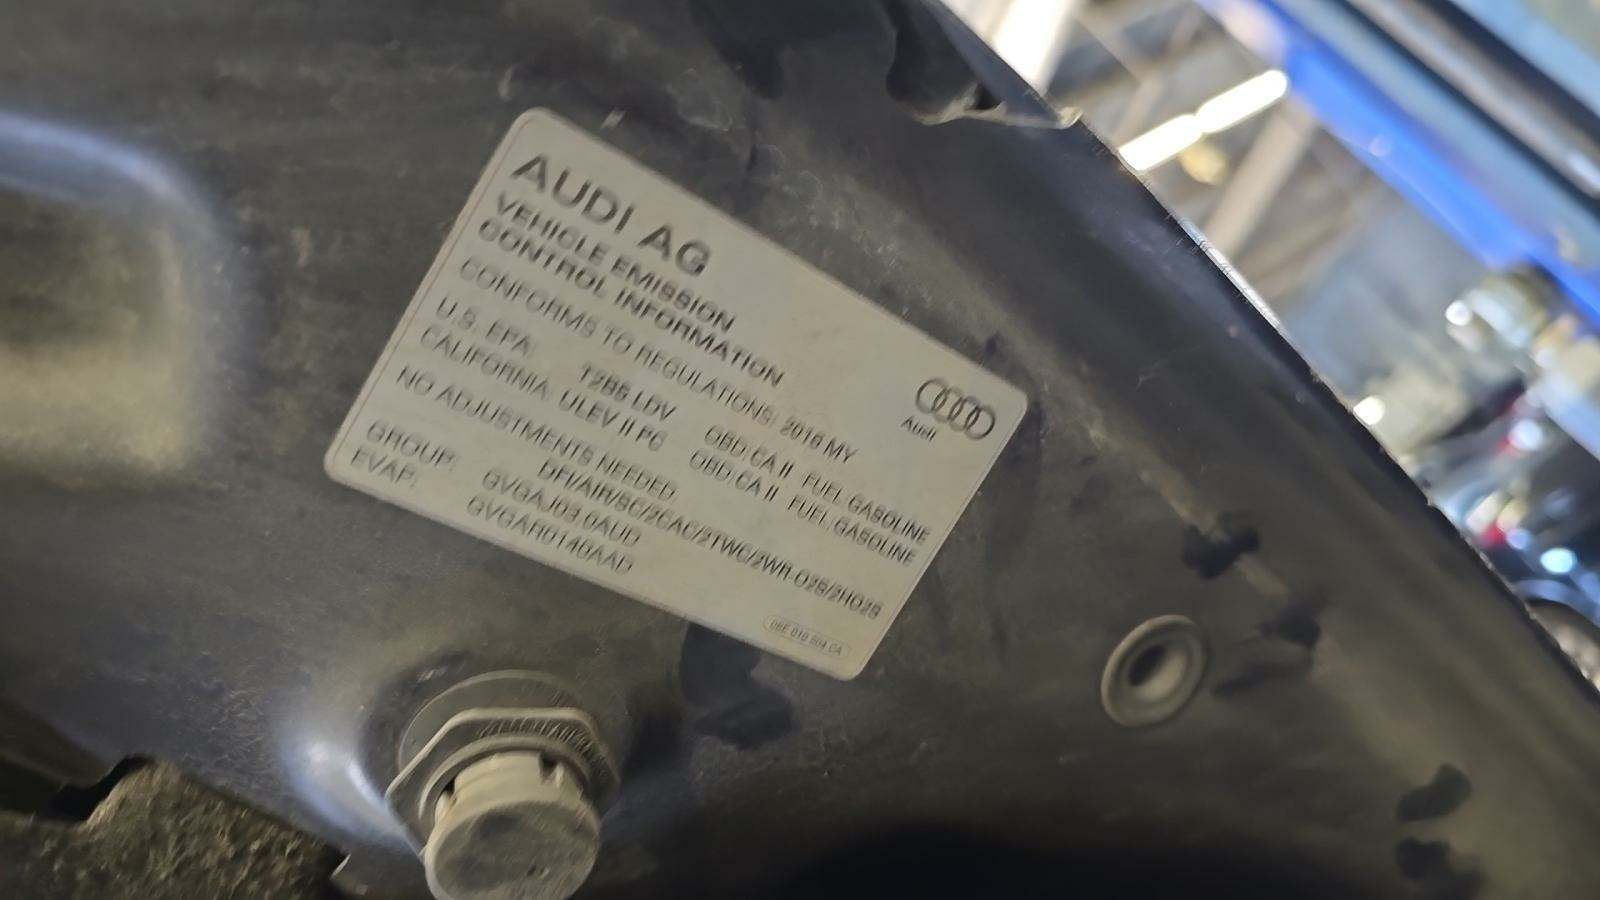 AUDI AG
VEHICLE EMISSION
CONTROL INFORMATION
CONFORMS TO REGULATIONS: 2016 MY
U.S. EPA: T2B5 LDV OBD: CA II FUEL: GASOLINE
CALIFORNIA: ULEV II PC OBD: CA II FUEL: GASOLINE
NO ADJUSTMENTS NEEDED
DFI/AIR/SC/2CAC/2TWC/2WR-O2S/2HO2S
GROUP: GVGAJ03.0AUD
EVAP: GVGAR0140AAD
Audi